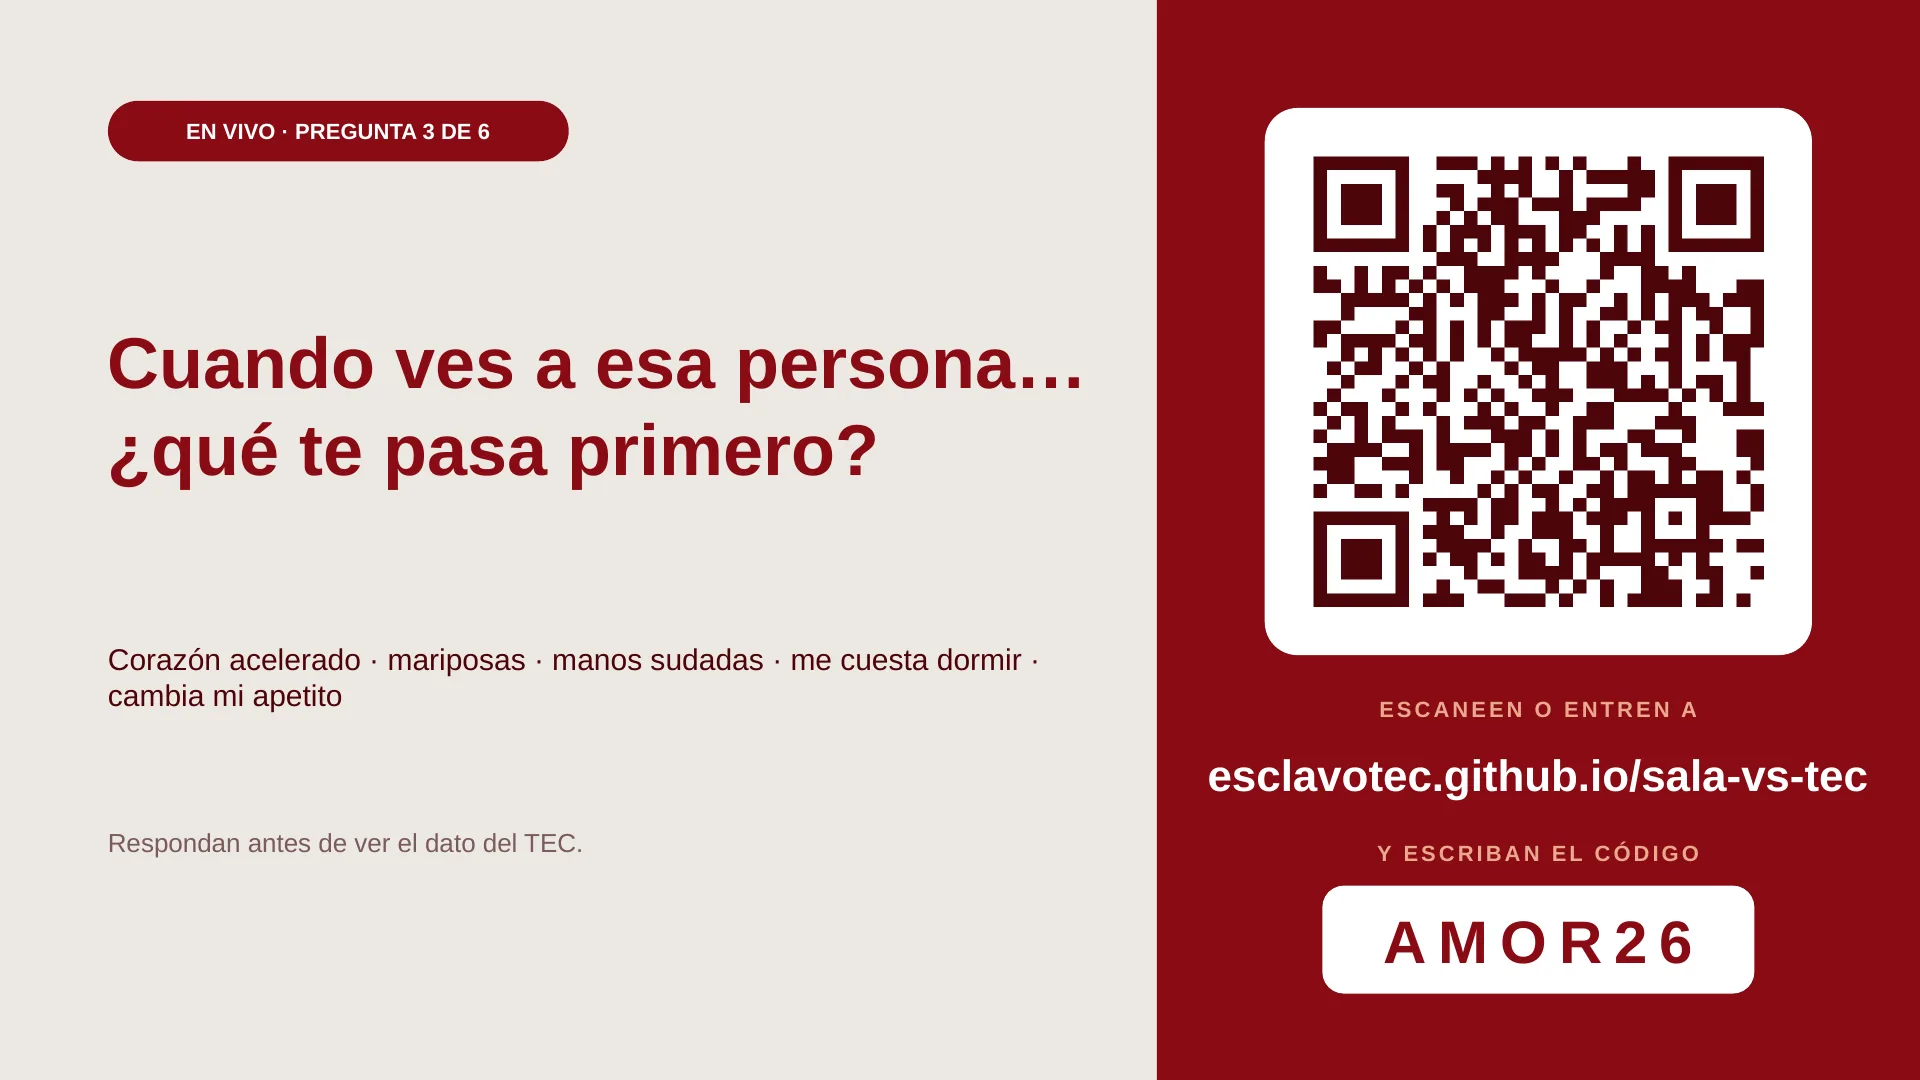 EN VIVO · PREGUNTA 3 DE 6
Cuando ves a esa persona…
¿qué te pasa primero?
Corazón acelerado · mariposas · manos sudadas · me cuesta dormir ·
cambia mi apetito
Respondan antes de ver el dato del TEC.
ESCANEEN O ENTREN A
esclavotec.github.io/sala-vs-tec
Y ESCRIBAN EL CÓDIGO
AMOR26